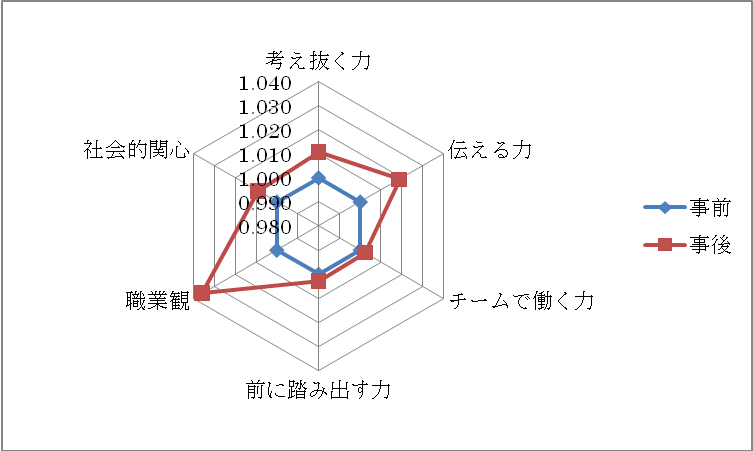 考え抜く力
1.040
1.030
1.020
1.010
1.000
0.990
0.980
伝える力
チームで働く力
前に踏み出す力
職業観
社会的関心
事前
事後